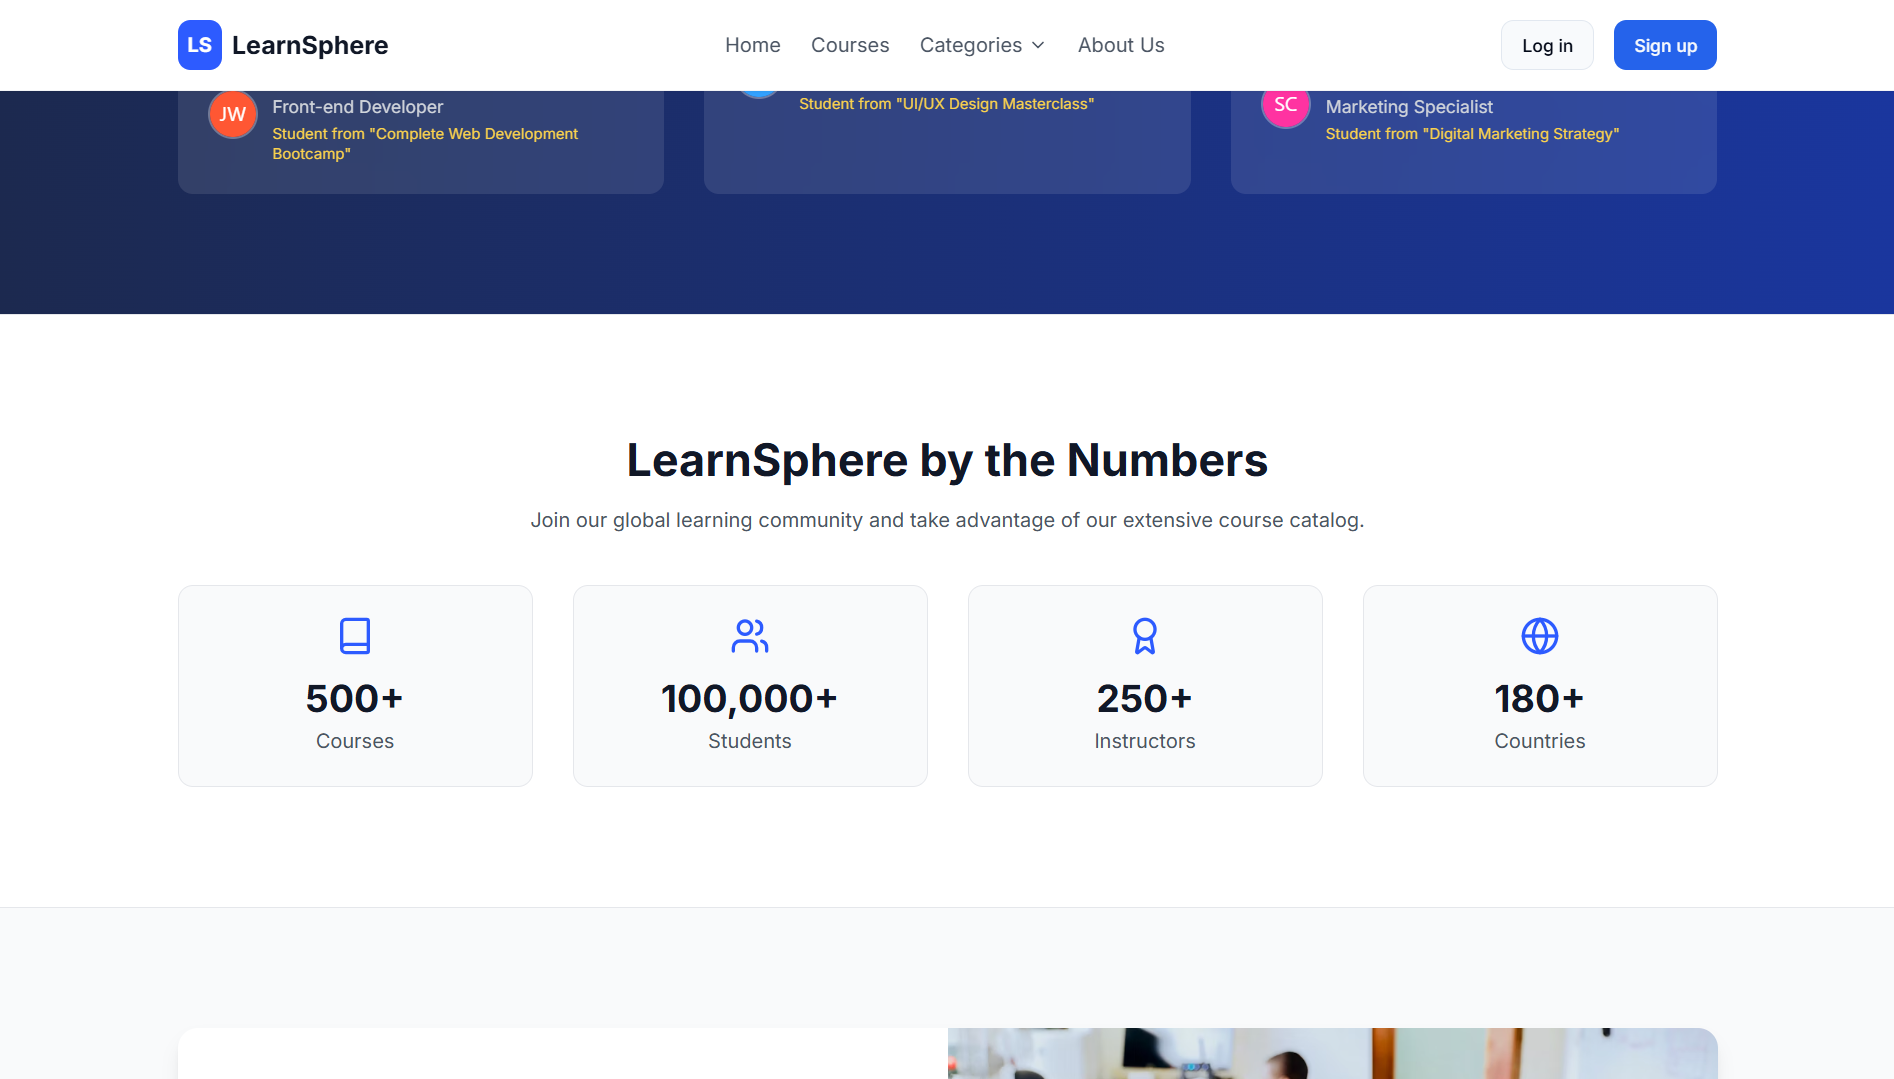 LS LearnSphere
Home Courses Categories About Us
Log in Sign up
JW
Front-end Developer
Student from "Complete Web Development
Bootcamp"
Student from "UI/UX Design Masterclass"
SC
Marketing Specialist
Student from "Digital Marketing Strategy"
LearnSphere by the Numbers
Join our global learning community and take advantage of our extensive course catalog.
500+
Courses
100,000+
Students
250+
Instructors
180+
Countries